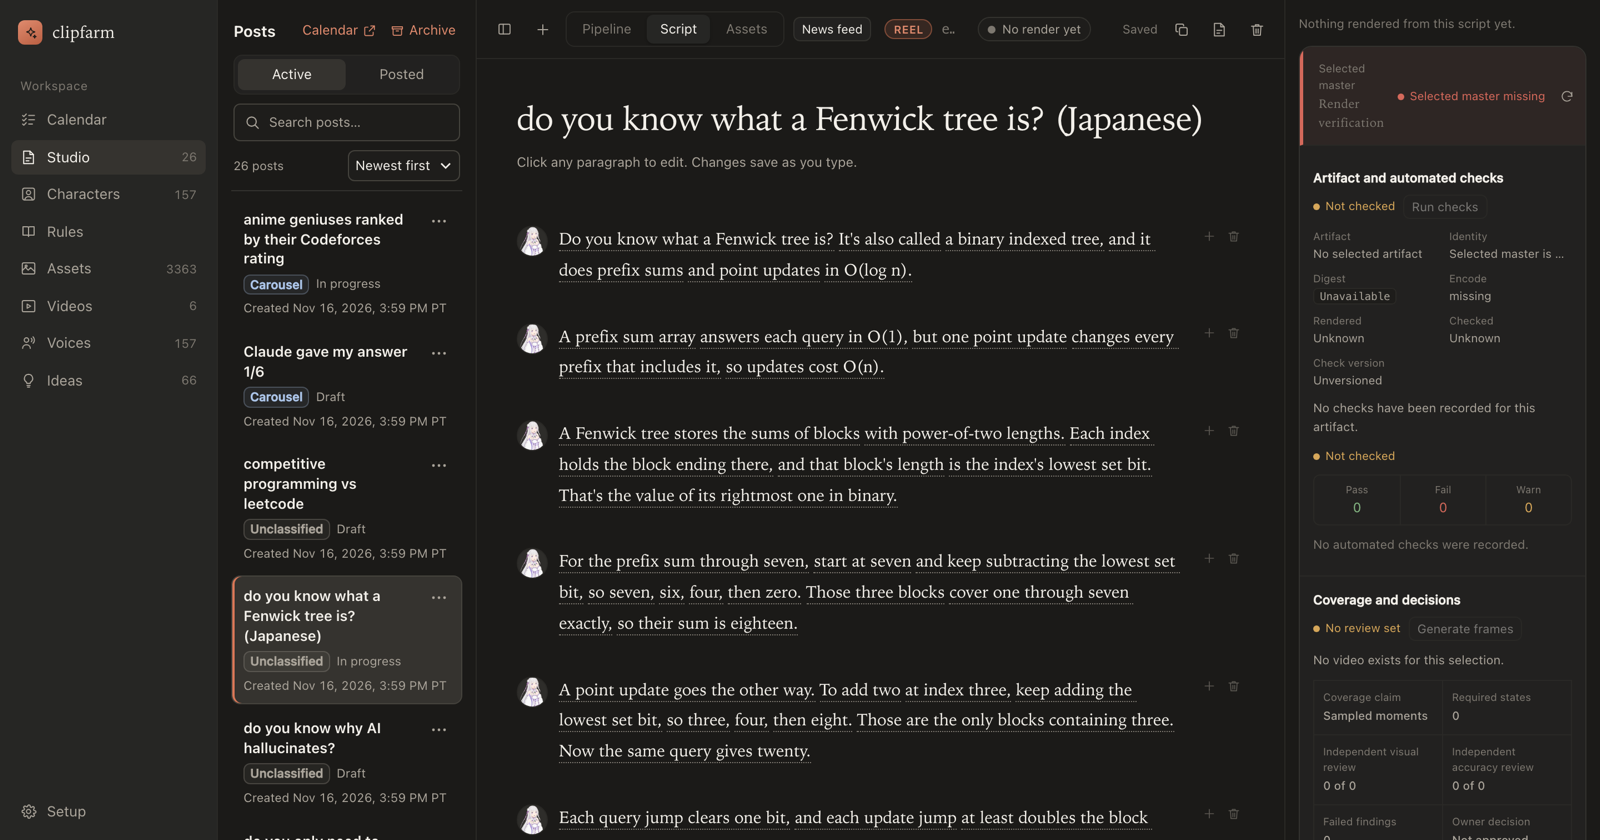 clipfarm
Workspace
Calendar
Studio 26
Characters 157
Rules
Assets 3363
Videos 6
Voices 157
Ideas 66
Setup
Posts Calendar Archive
Active Posted
Search posts...
26 posts Newest first
anime geniuses ranked
by their Codeforces
rating
Carousel In progress
Created Nov 16, 2026, 3:59 PM PT
Claude gave my answer
1/6
Carousel Draft
Created Nov 16, 2026, 3:59 PM PT
competitive
programming vs
leetcode
Unclassified Draft
Created Nov 16, 2026, 3:59 PM PT
do you know what a
Fenwick tree is?
(Japanese)
Unclassified In progress
Created Nov 16, 2026, 3:59 PM PT
do you know why AI
hallucinates?
Unclassified Draft
Created Nov 16, 2026, 3:59 PM PT
Pipeline Script Assets News feed REEL e.. No render yet Saved
do you know what a Fenwick tree is? (Japanese)
Click any paragraph to edit. Changes save as you type.
Do you know what a Fenwick tree is? It's also called a binary indexed tree, and it
does prefix sums and point updates in O(log n).
A prefix sum array answers each query in O(1), but one point update changes every
prefix that includes it, so updates cost O(n).
A Fenwick tree stores the sums of blocks with power-of-two lengths. Each index
holds the block ending there, and that block's length is the index's lowest set bit.
That's the value of its rightmost one in binary.
For the prefix sum through seven, start at seven and keep subtracting the lowest set
bit, so seven, six, four, then zero. Those three blocks cover one through seven
exactly, so their sum is eighteen.
A point update goes the other way. To add two at index three, keep adding the
lowest set bit, so three, four, then eight. Those are the only blocks containing three.
Now the same query gives twenty.
Each query jump clears one bit, and each update jump at least doubles the block
Nothing rendered from this script yet.
Selected
master
Render
verification
Selected master missing
Artifact and automated checks
Not checked Run checks
Artifact Identity
No selected artifact Selected master is ...
Digest Encode
Unavailable missing
Rendered Checked
Unknown Unknown
Check version
Unversioned
No checks have been recorded for this
artifact.
Not checked
Pass Fail Warn
0 0 0
No automated checks were recorded.
Coverage and decisions
No review set Generate frames
No video exists for this selection.
Coverage claim Required states
Sampled moments 0
Independent visual
review
0 of 0
Independent
accuracy review
0 of 0
Failed findings Owner decision